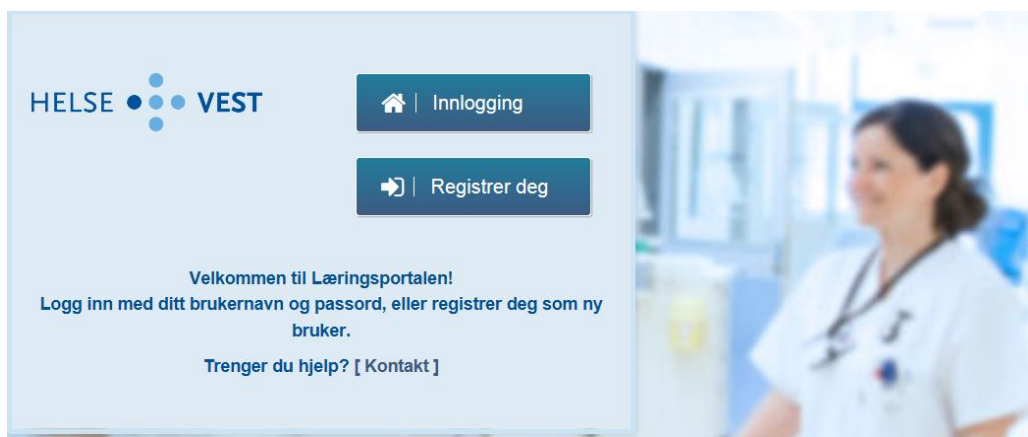 HELSE VEST
Innlogging
Registrer deg
Velkommen til Læringsportalen!
Logg inn med ditt brukernavn og passord, eller registrer deg som ny
bruker.
Trenger du hjelp? [ Kontakt ]